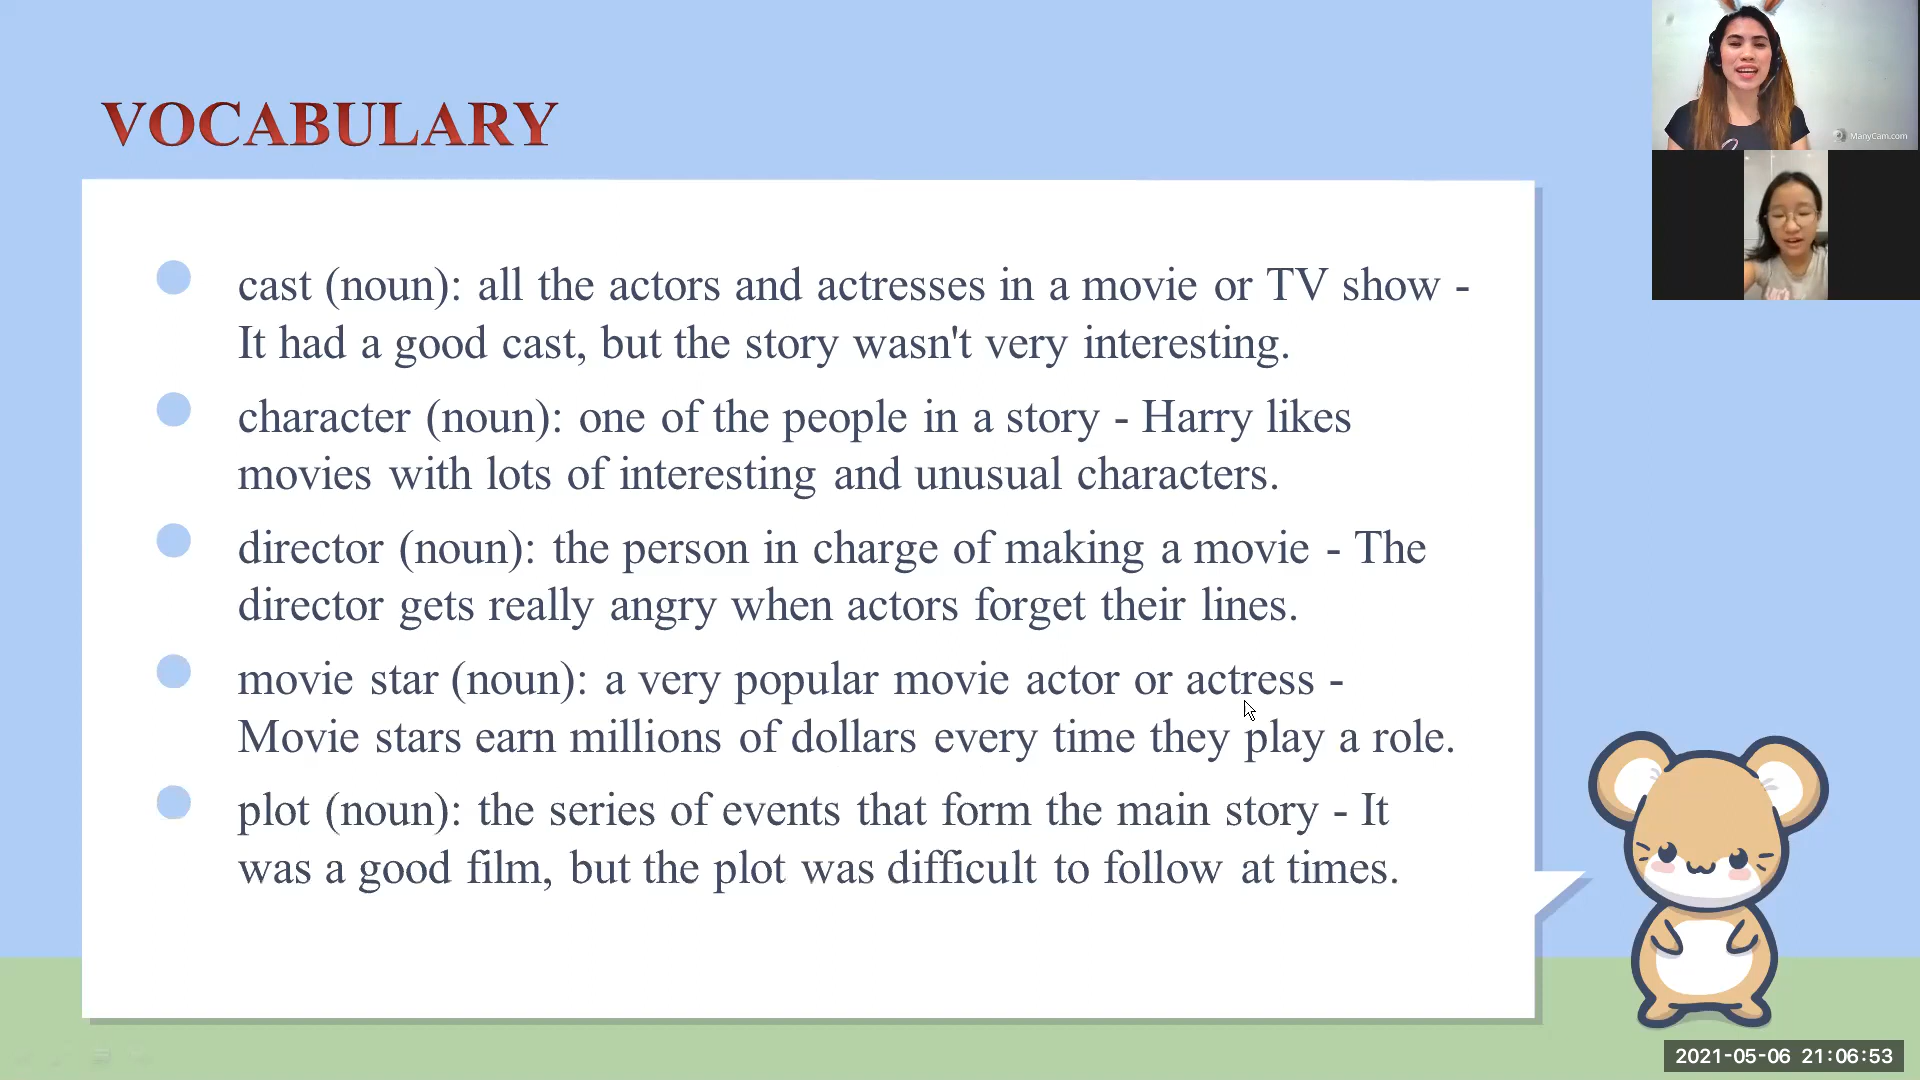 VOCABULARY
cast (noun): all the actors and actresses in a movie or TV show -
It had a good cast, but the story wasn't very interesting.
character (noun): one of the people in a story - Harry likes
movies with lots of interesting and unusual characters.
director (noun): the person in charge of making a movie - The
director gets really angry when actors forget their lines.
movie star (noun): a very popular movie actor or actress -
Movie stars earn millions of dollars every time they play a role.
plot (noun): the series of events that form the main story - It
was a good film, but the plot was difficult to follow at times.
ManyCam.com
2021-05-06 21:06:53